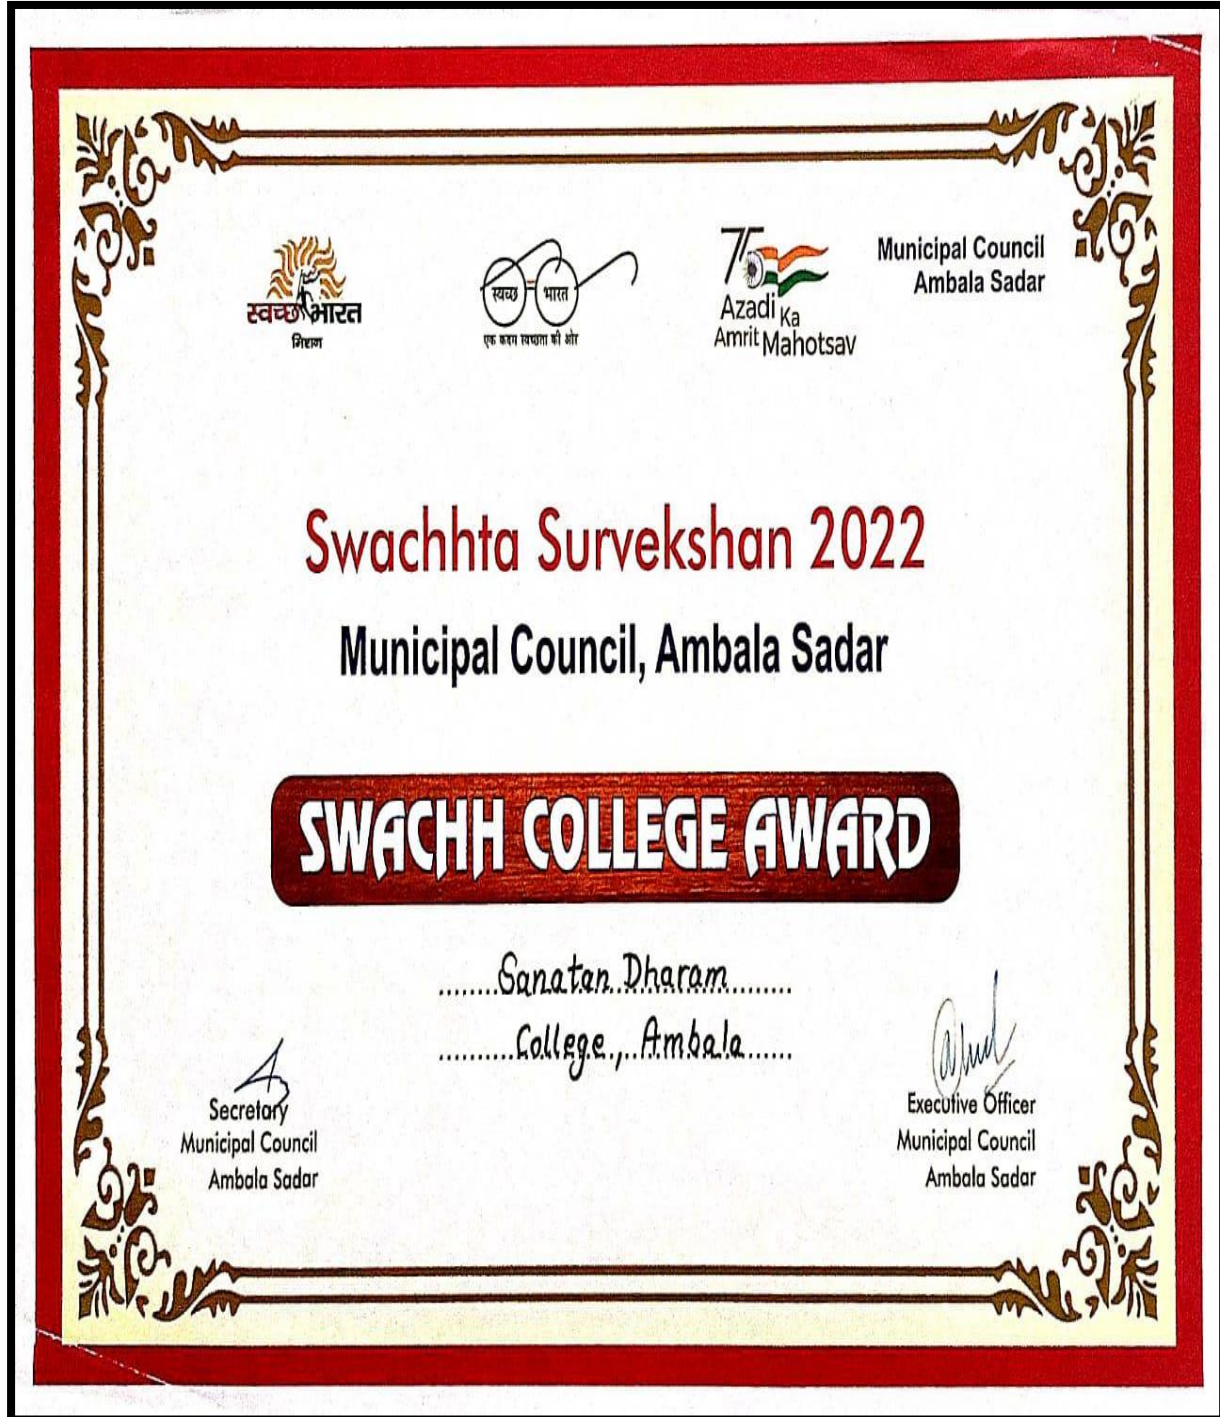 स्वच्छ भारत
मिशन
स्वच्छ भारत
एक कदम स्वच्छता की ओर
75
Azadi Ka
Amrit Mahotsav
Municipal Council
Ambala Sadar
Swachhta Survekshan 2022
Municipal Council, Ambala Sadar
SWACHH COLLEGE AWARD
Sanatan Dharam
College, Ambala
Secretary
Municipal Council
Ambala Sadar
Executive Officer
Municipal Council
Ambala Sadar